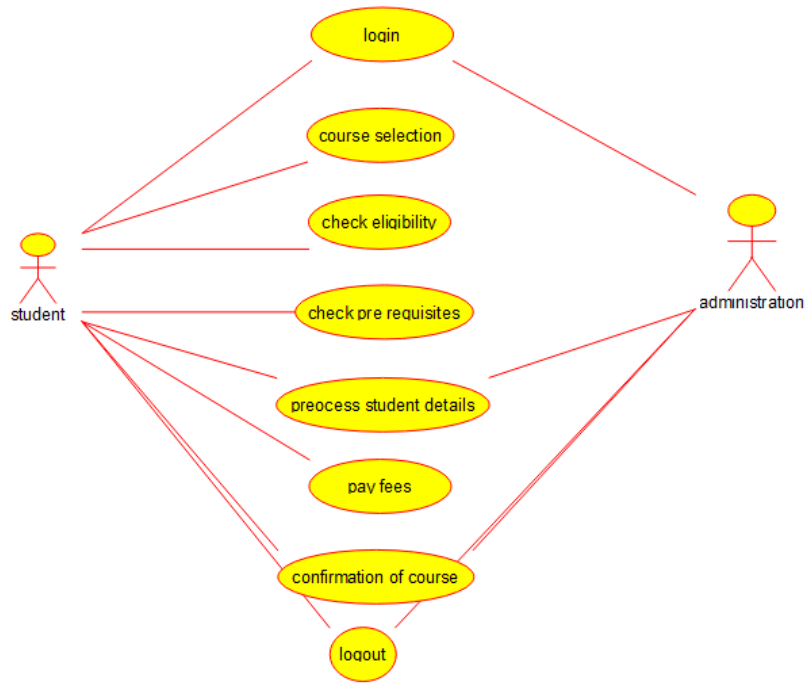 login
course selection
check eligibility
student
check pre requisites
administration
preocess student details
pay fees
confirmation of course
logout